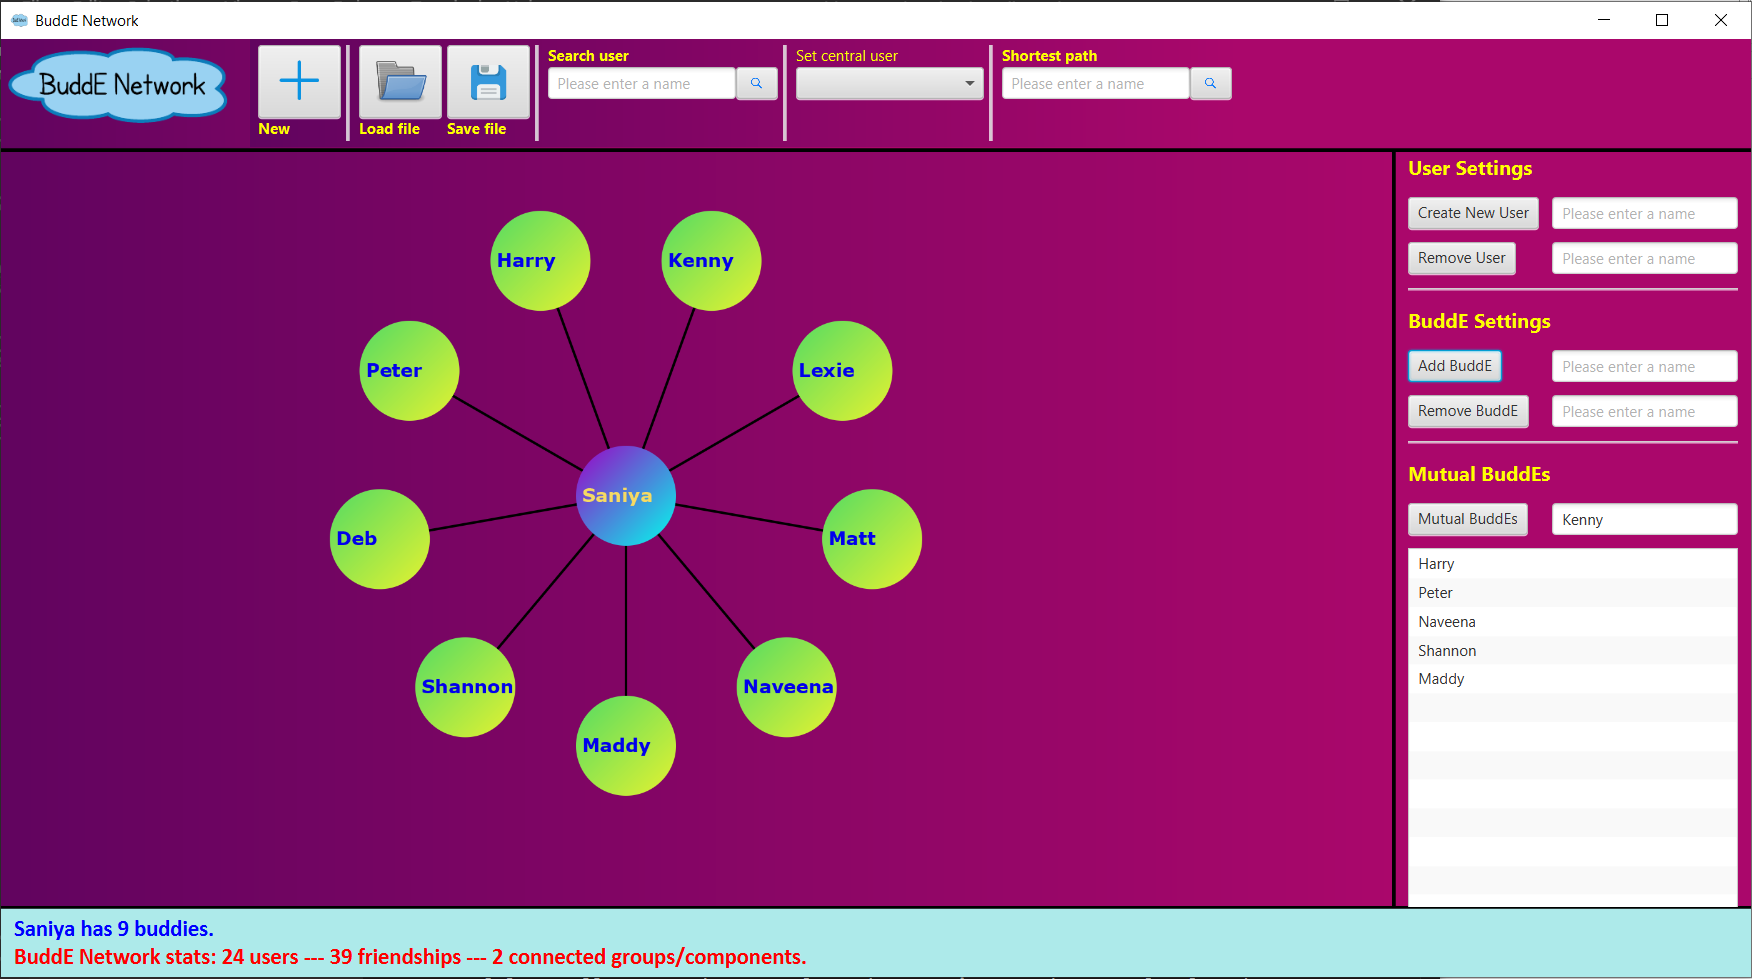 BuddE Network
BuddE Network
New
Load file
Save file
Search user
Please enter a name
Set central user
Shortest path
Please enter a name
Harry
Kenny
Peter
Lexie
Saniya
Deb
Matt
Shannon
Naveena
Maddy
User Settings
Create New User
Please enter a name
Remove User
Please enter a name
BuddE Settings
Add BuddE
Please enter a name
Remove BuddE
Please enter a name
Mutual BuddEs
Mutual BuddEs
Kenny
Harry
Peter
Naveena
Shannon
Maddy
Saniya has 9 buddies.
BuddE Network stats: 24 users --- 39 friendships --- 2 connected groups/components.